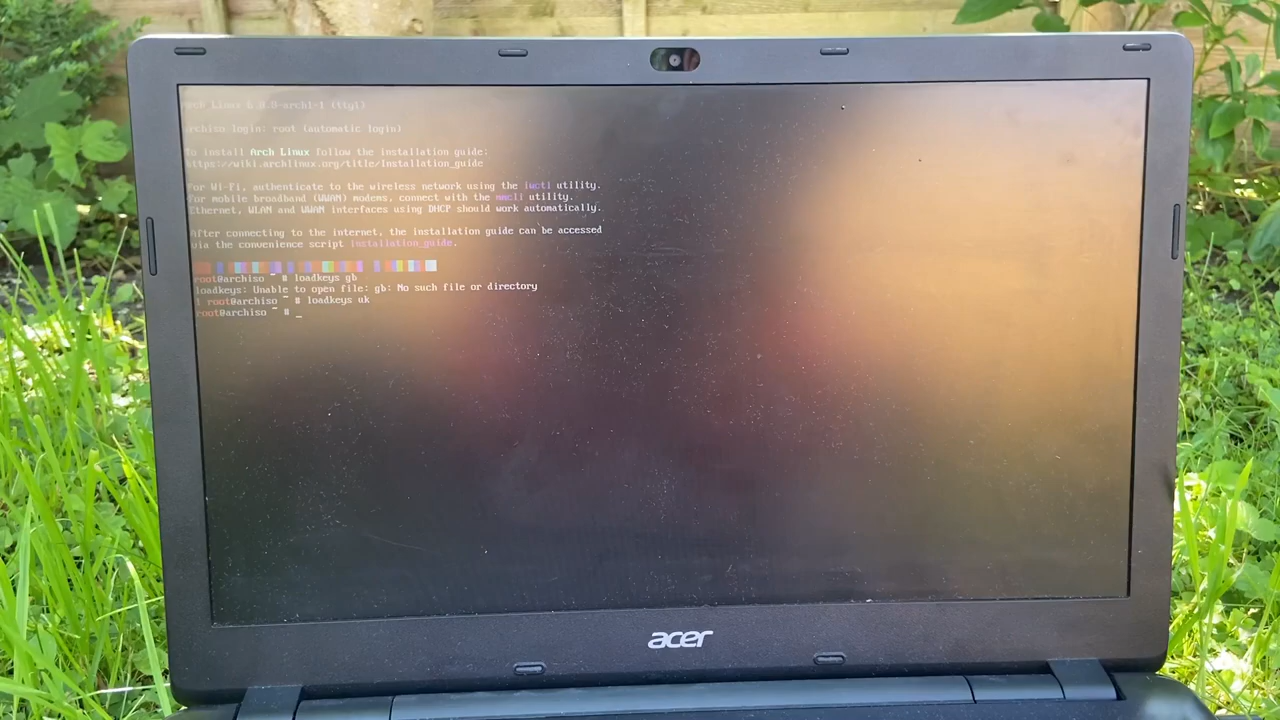 Arch Linux 6.8.9-arch1-1 (tty1)
archiso login: root (automatic login)
To install Arch Linux follow the installation guide:
https://wiki.archlinux.org/title/Installation_guide
For Wi-Fi, authenticate to the wireless network using the iwctl utility.
For mobile broadband (WWAN) modems, connect with the mmcli utility.
Ethernet, WLAN and WWAN interfaces using DHCP should work automatically.
After connecting to the internet, the installation guide can be accessed
via the convenience script Installation_guide.
root@archiso ~ # loadkeys gb
loadkeys: Unable to open file: gb: No such file or directory
1 root@archiso ~ # loadkeys uk
root@archiso ~ # _
acer